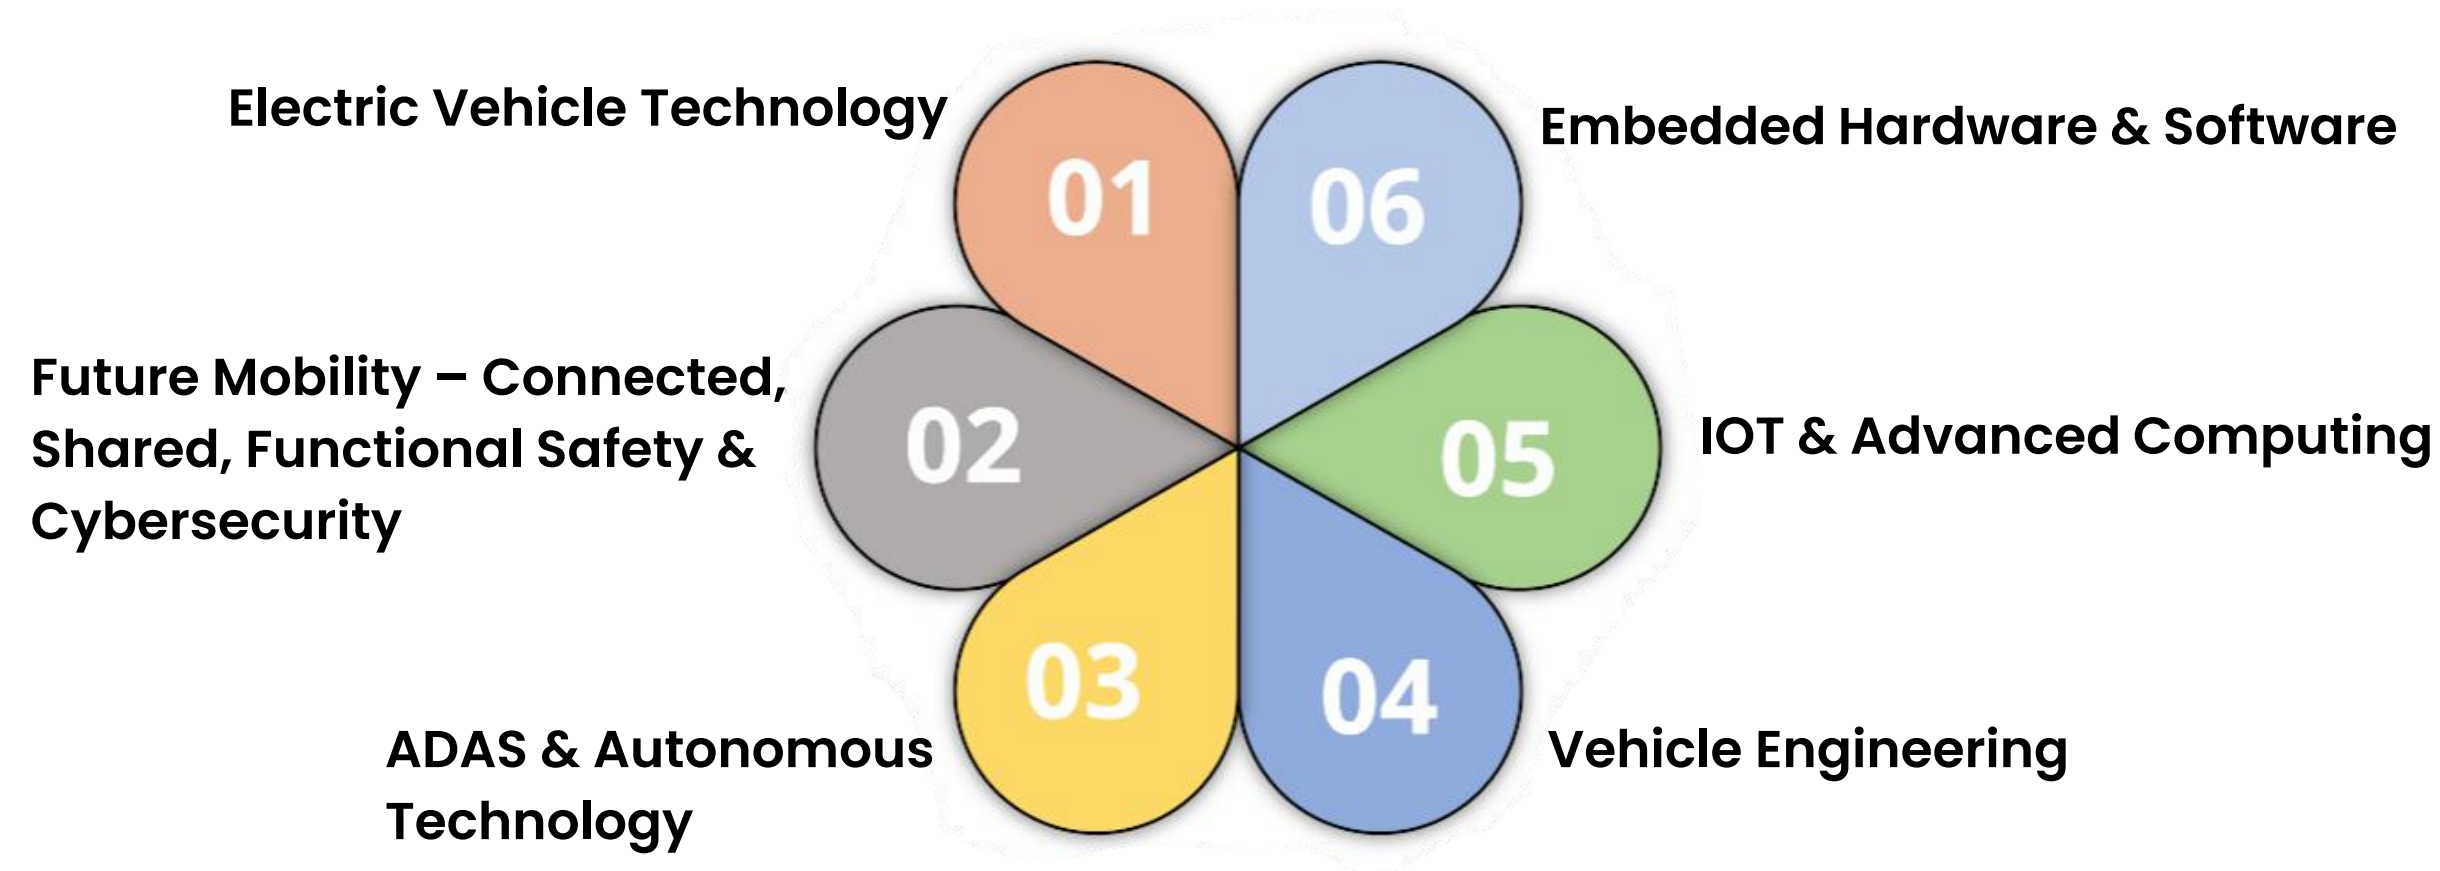 Electric Vehicle Technology
01
Future Mobility – Connected,
Shared, Functional Safety &
Cybersecurity
02
ADAS & Autonomous
Technology
03
04
Vehicle Engineering
05
IOT & Advanced Computing
06
Embedded Hardware & Software